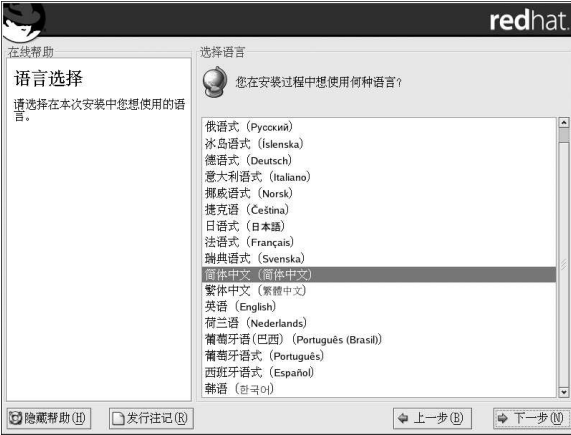 redhat.
在线帮助
语言选择
请选择在本次安装中您想使用的语
言。
选择语言
您在安装过程中想使用何种语言?
俄语式 (Русский)
冰岛语式 (Íslenska)
德语式 (Deutsch)
意大利语式 (Italiano)
挪威语式 (Norsk)
捷克语 (Čeština)
日语式 (日本語)
法语式 (Français)
瑞典语式 (Svenska)
简体中文 (简体中文)
繁体中文 (繁體中文)
英语 (English)
荷兰语 (Nederlands)
葡萄牙语(巴西) (Português (Brasil))
葡萄牙语式 (Português)
西班牙语式 (Español)
韩语 (한국어)
隐藏帮助(H)
发行注记(R)
上一步(B)
下一步(N)